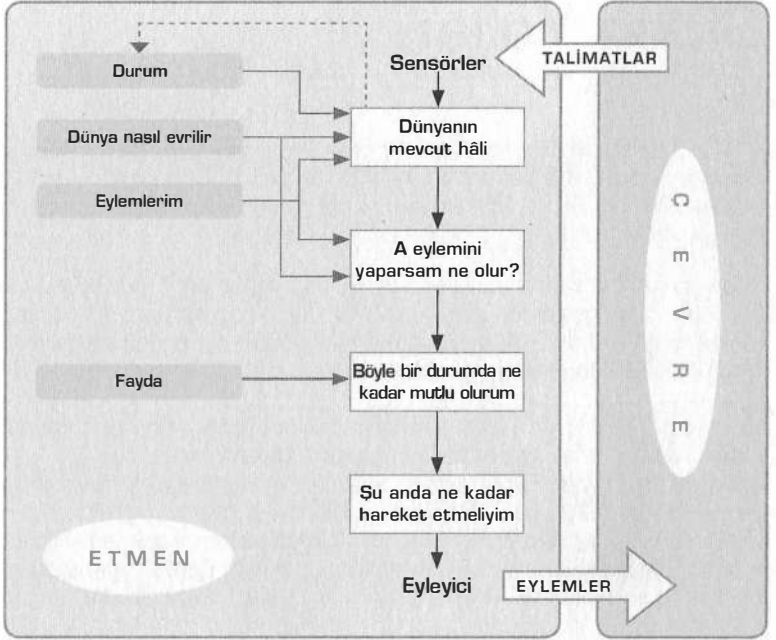 Durum
Dünya nasıl evrilir
Eylemlerim
Fayda
Sensörler
TALİMATLAR
Dünyanın
mevcut hâli
A eylemini
yaparsam ne olur?
Böyle bir durumda ne
kadar mutlu olurum
Şu anda ne kadar
hareket etmeliyim
Eyleyici
EYLEMLER
ETMEN
CEVRE